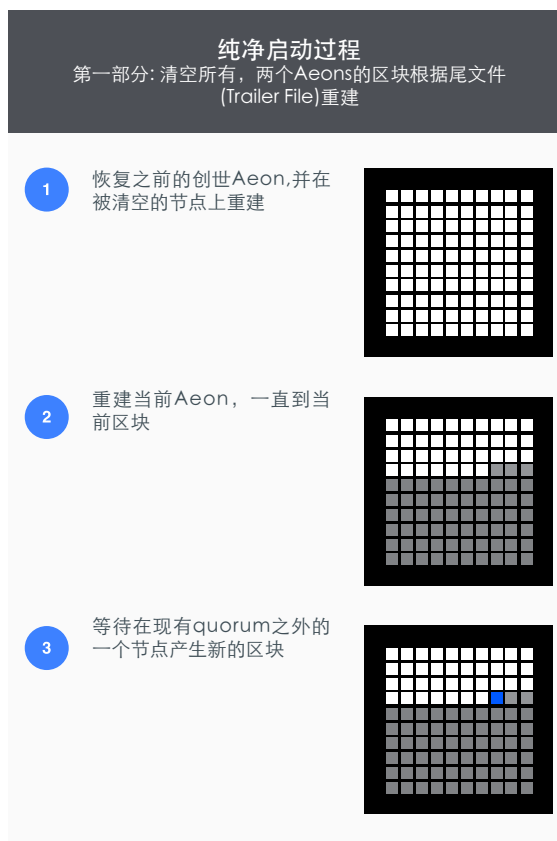 纯净启动过程
第一部分: 清空所有，两个Aeons的区块根据尾文件
(Trailer File)重建
1
恢复之前的创世Aeon,并在
被清空的节点上重建
2
重建当前Aeon，一直到当
前区块
3
等待在现有quorum之外的
一个节点产生新的区块